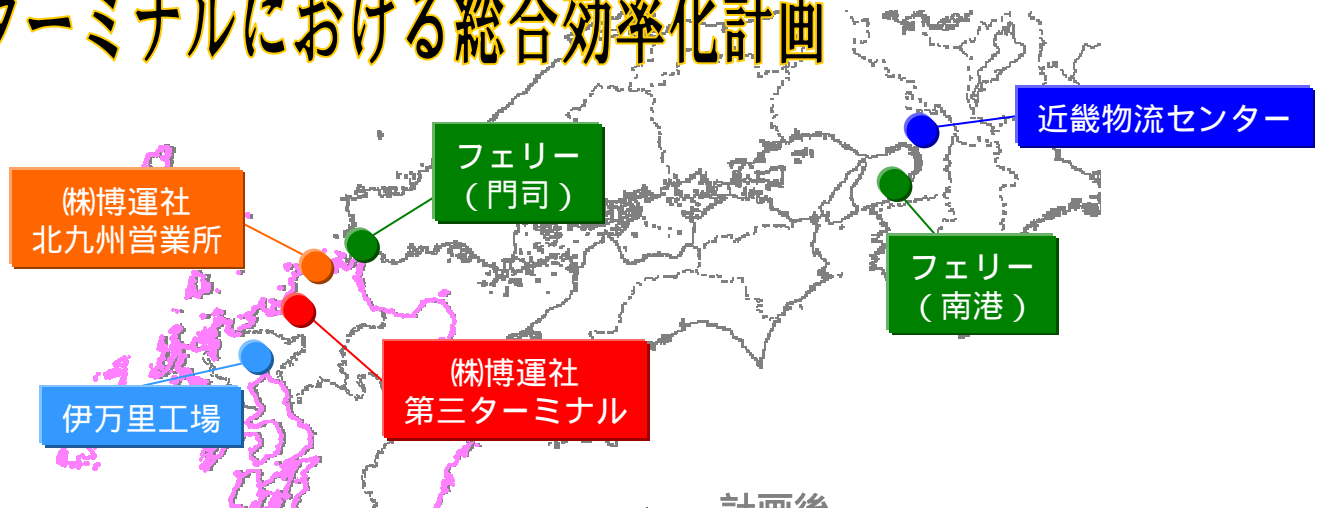 ターミナルにおける総合効率化計画
近畿物流センター
フェリー
（門司）
㈱博運社
北九州営業所
フェリー
（南港）
㈱博運社
第三ターミナル
伊万里工場
計画後